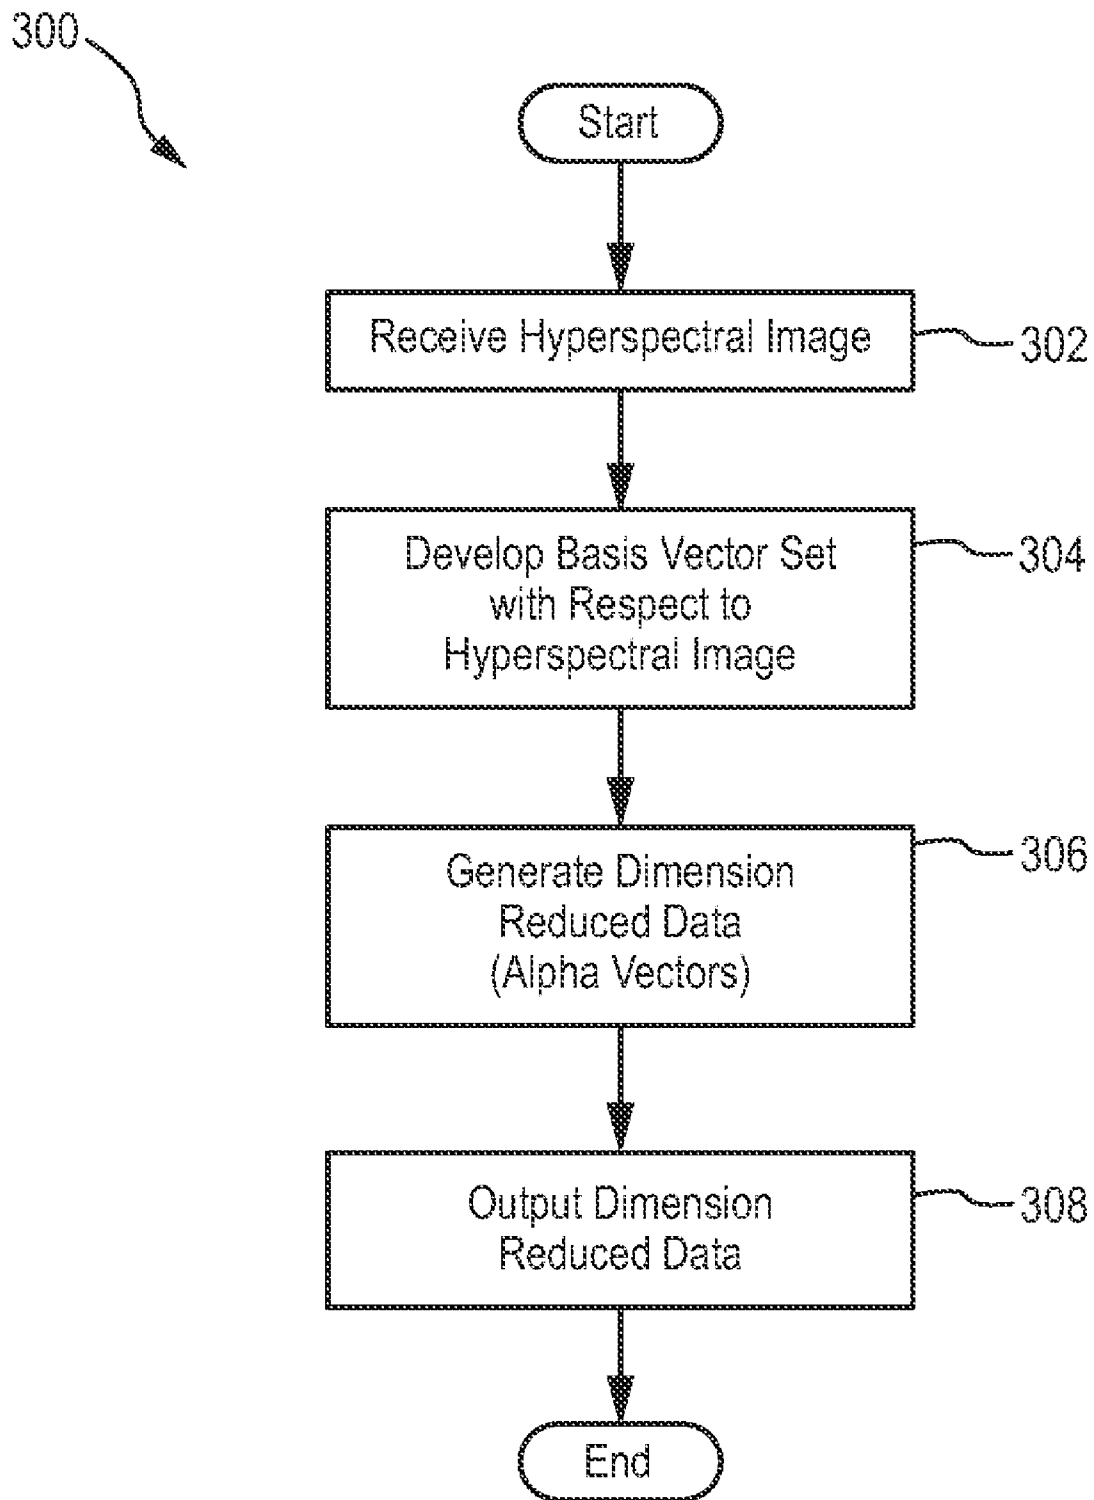 300
Start
Receive Hyperspectral Image
302
Develop Basis Vector Set
with Respect to
Hyperspectral Image
304
Generate Dimension
Reduced Data
(Alpha Vectors)
306
Output Dimension
Reduced Data
308
End